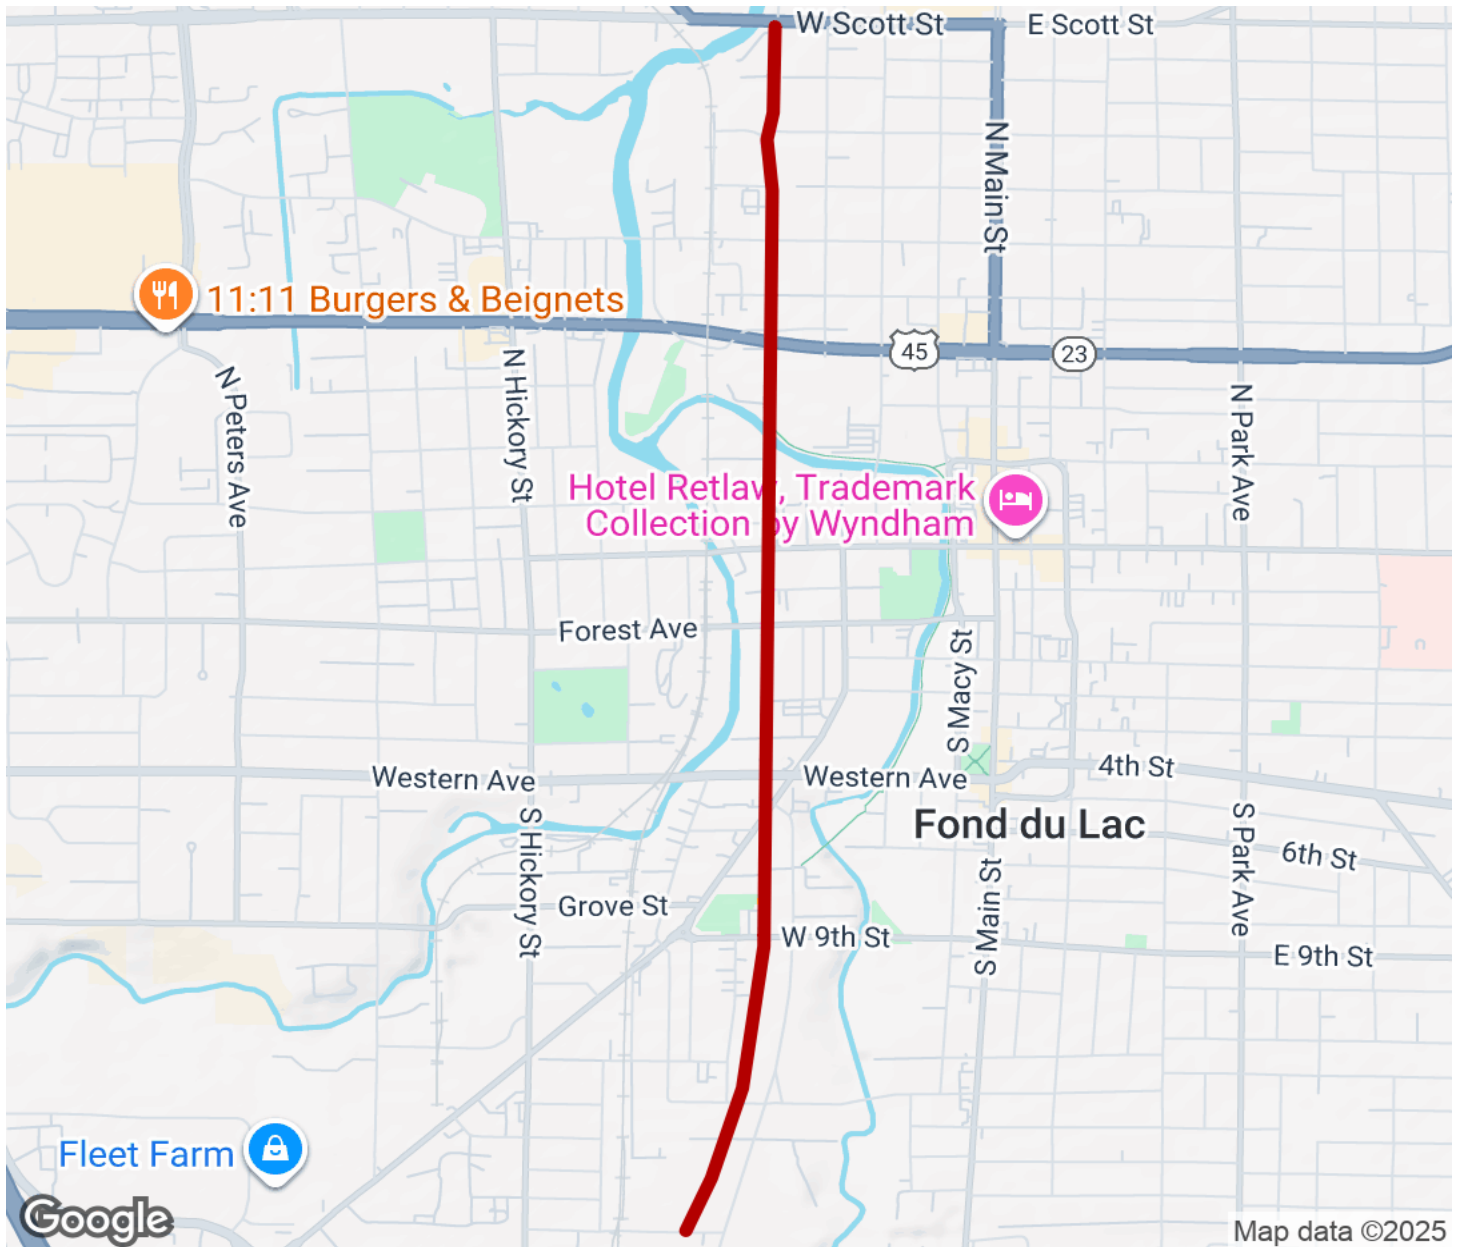 W Scott St
E Scott St
N Main St
11:11 Burgers & Beignets
45
23
N Peters Ave
N Hickory St
N Park Ave
Hotel Retlaw, Trademark
Collection by Wyndham
Forest Ave
S Macy St
Western Ave
Western Ave
4th St
Fond du Lac
S Hickory St
S Park Ave
6th St
Grove St
S Main St
W 9th St
E 9th St
Fleet Farm
Google
Map data ©2025